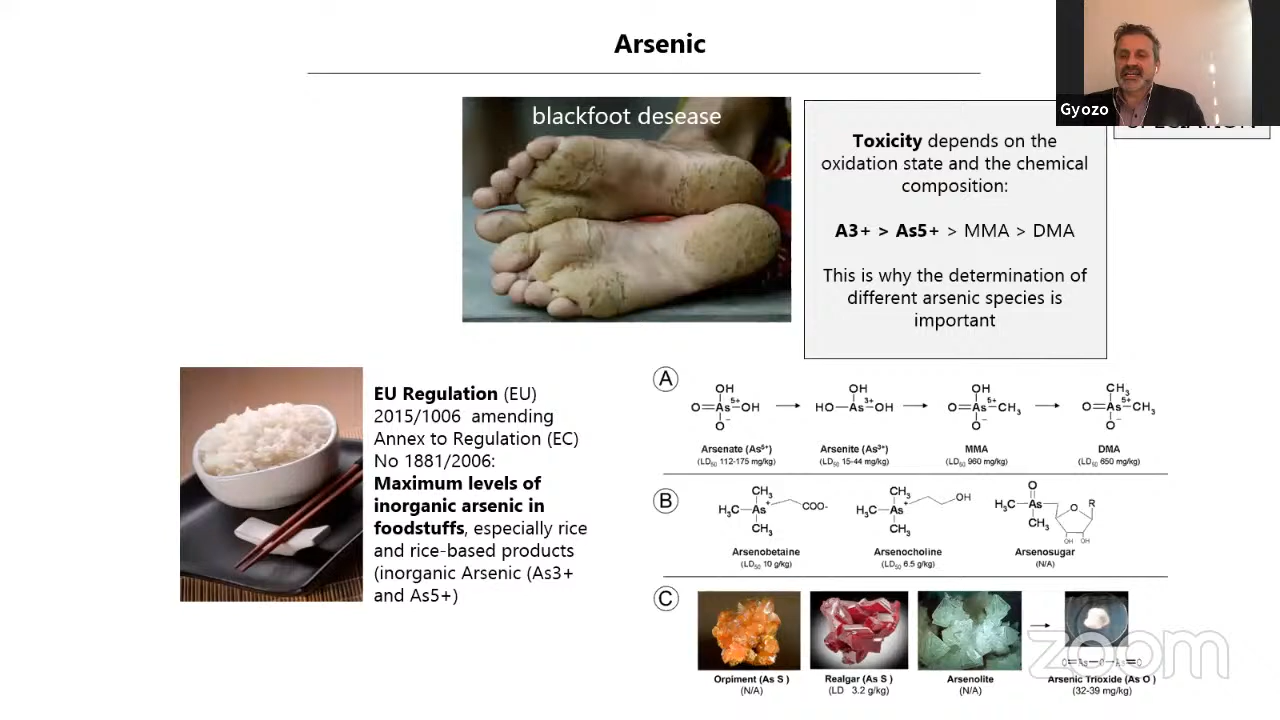 Arsenic
Gyozo
blackfoot desease
SPECIATION
Toxicity depends on the
oxidation state and the chemical
composition:
A3+ > As5+ > MMA > DMA
This is why the determination of
different arsenic species is
important
EU Regulation (EU)
2015/1006 amending
Annex to Regulation (EC)
No 1881/2006:
Maximum levels of
inorganic arsenic in
foodstuffs, especially rice
and rice-based products
(inorganic Arsenic (As3+
and As5+)
A
OH
O=As5+—OH
O−
Arsenate (As5+)
(LD50 112-175 mg/kg)
OH
HO—As3+—OH
Arsenite (As3+)
(LD50 15-44 mg/kg)
OH
O=As5+—CH3
O−
MMA
(LD50 960 mg/kg)
CH3
O=As5+—CH3
O−
DMA
(LD50 650 mg/kg)
B
CH3
H3C—As+ COO-
CH3
Arsenobetaine
(LD50 10 g/kg)
CH3
H3C—As+ OH
CH3
Arsenocholine
(LD50 6.5 g/kg)
O
H3C—As O R
CH3
OH OH
Arsenosugar
(N/A)
C
Orpiment (As S )
(N/A)
Realgar (As S )
(LD 3.2 g/kg)
Arsenolite
(N/A)
O=As—O—As=O
Arsenic Trioxide (As O )
(32-39 mg/kg)
zoom